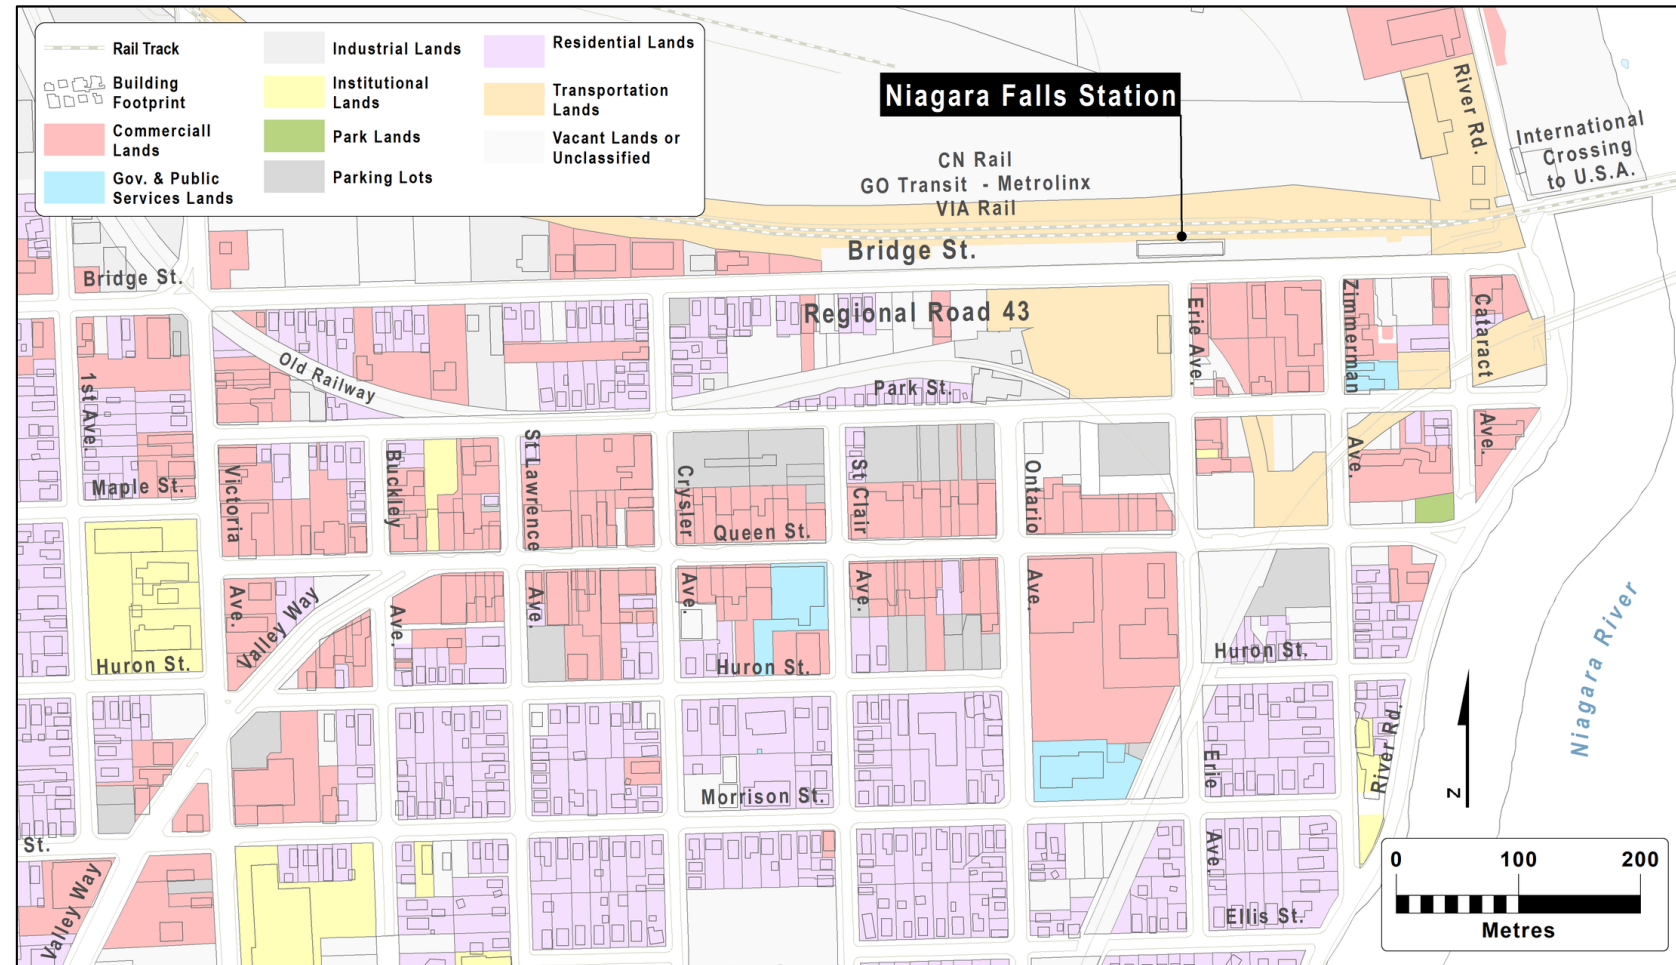 Rail Track
Building
Footprint
Commerciall
Lands
Gov. & Public
Services Lands
Industrial Lands
Institutional
Lands
Park Lands
Parking Lots
Residential Lands
Transportation
Lands
Vacant Lands or
Unclassified
Niagara Falls Station
CN Rail
GO Transit - Metrolinx
VIA Rail
River Rd.
International
Crossing
to U.S.A.
Bridge St.
Bridge St.
Regional Road 43
Old Railway
Park St.
Erie Ave.
Zimmerman
Ave.
Cataract
Ave.
1st Ave.
Maple St.
Victoria
Ave.
Buckley
Ave.
St Lawrence
Ave.
Crysler
Ave.
Queen St.
St Clair
Ave.
Ontario
Ave.
Valley Way
Huron St.
Huron St.
Huron St.
Niagara River
River Rd.
Erie
Ave.
Morrison St.
St.
Valley Way
Ellis St.
N
0 100 200
Metres